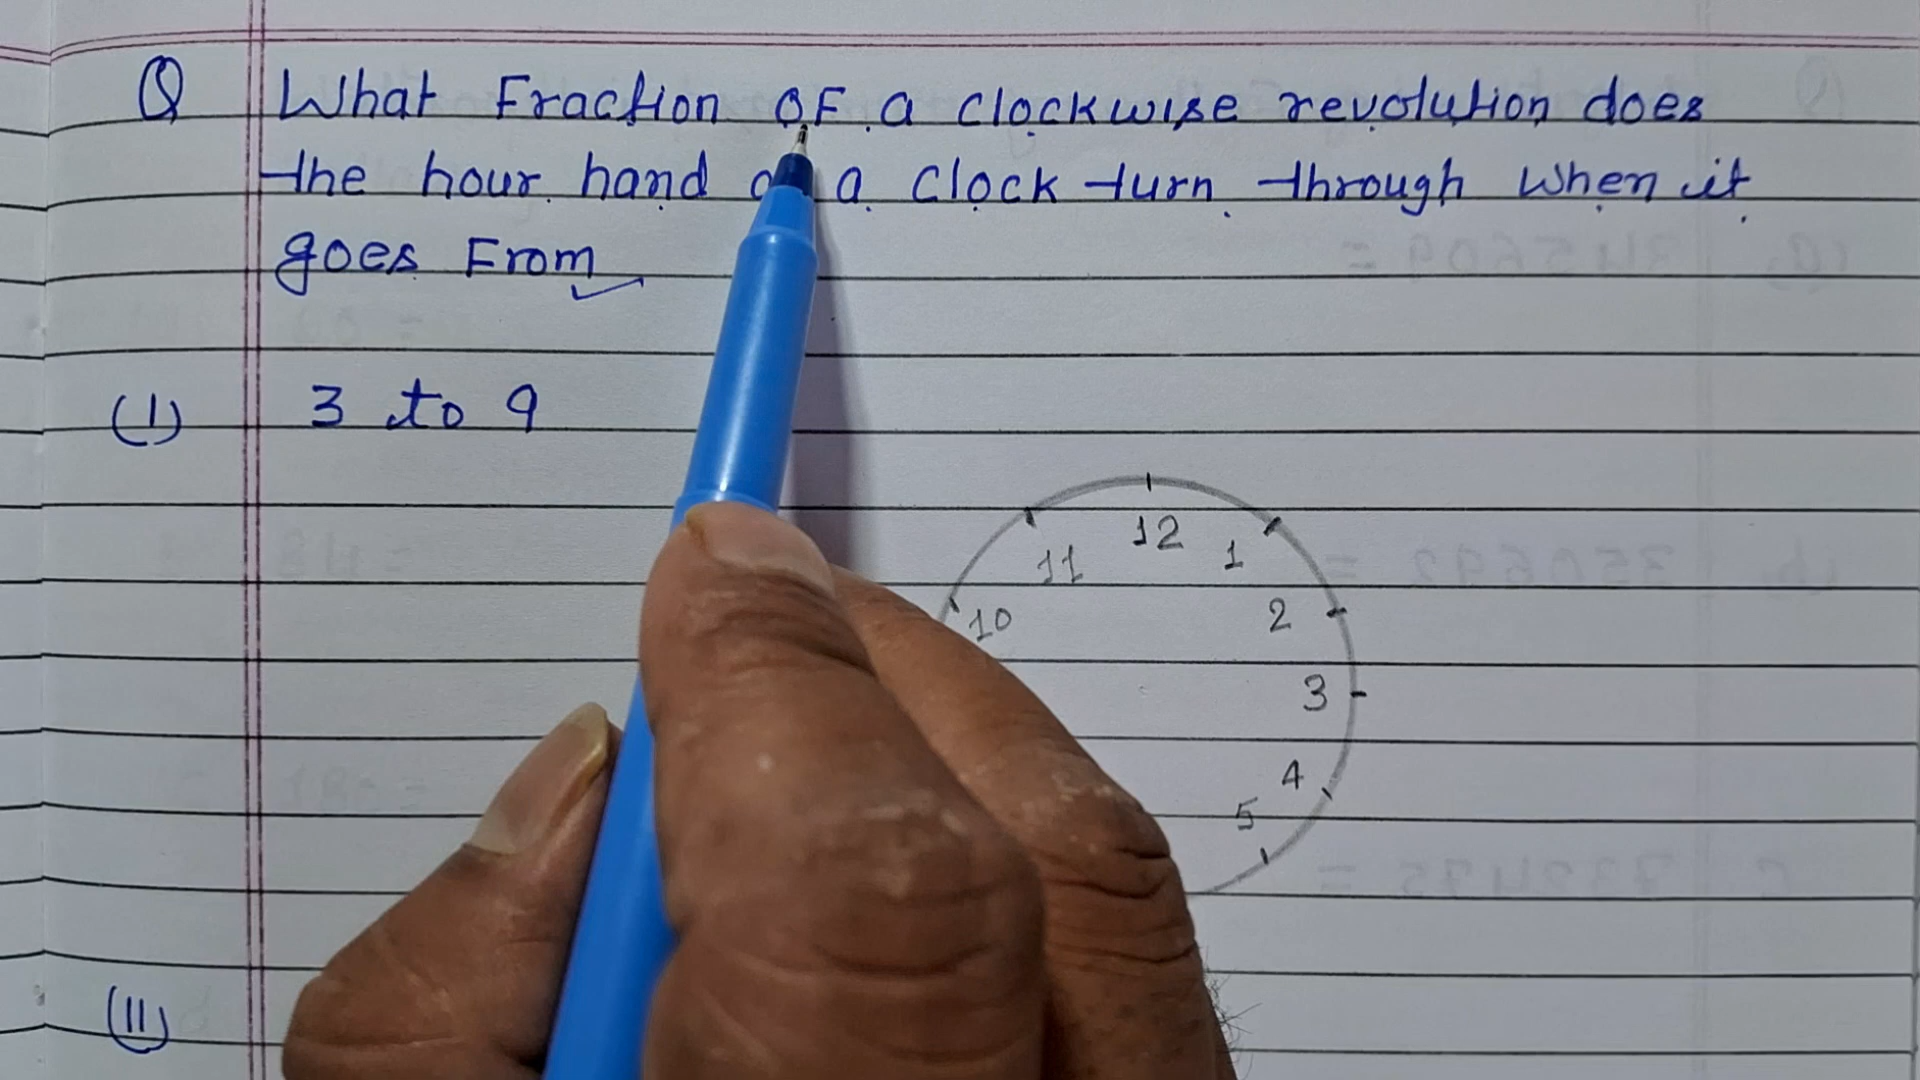 Q What Fraction OF a clockwise revolution does
the hour hand a clock turn through when it
goes From
(I) 3 to 9
12
11 1
10 2
3
4
5
(II)